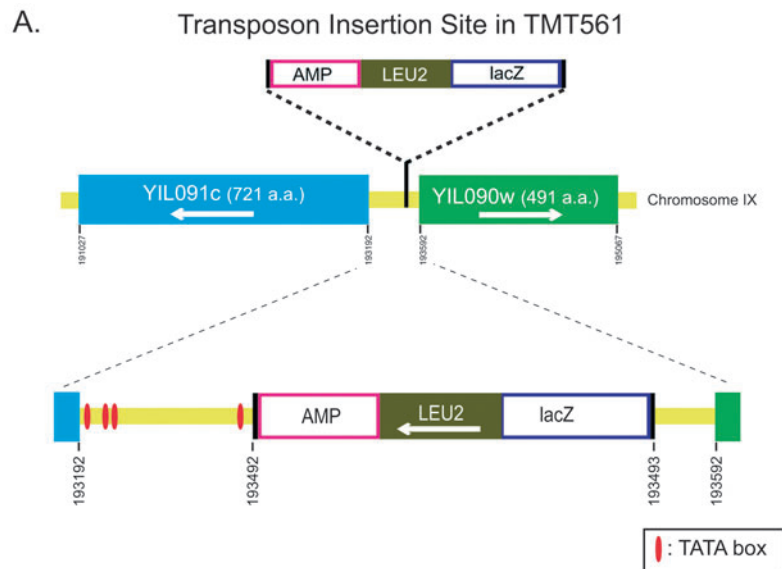 A.
Transposon Insertion Site in TMT561
AMP LEU2 lacZ
YIL091c (721 a.a.) YIL090w (491 a.a.) Chromosome IX
191027 193192 193592 195067
AMP LEU2 lacZ
193192 193492 193493 193592
: TATA box